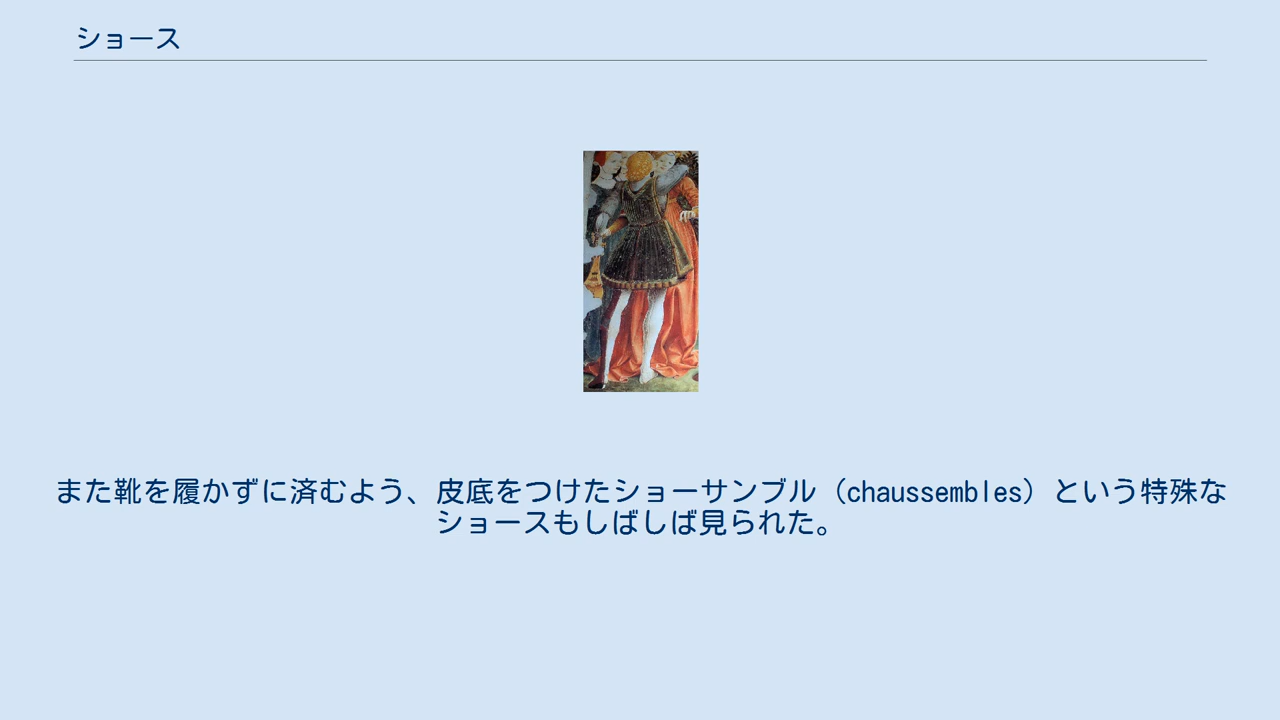 ショース
また靴を履かずに済むよう、皮底をつけたショーサンブル（chaussembles）という特殊な
ショースもしばしば見られた。